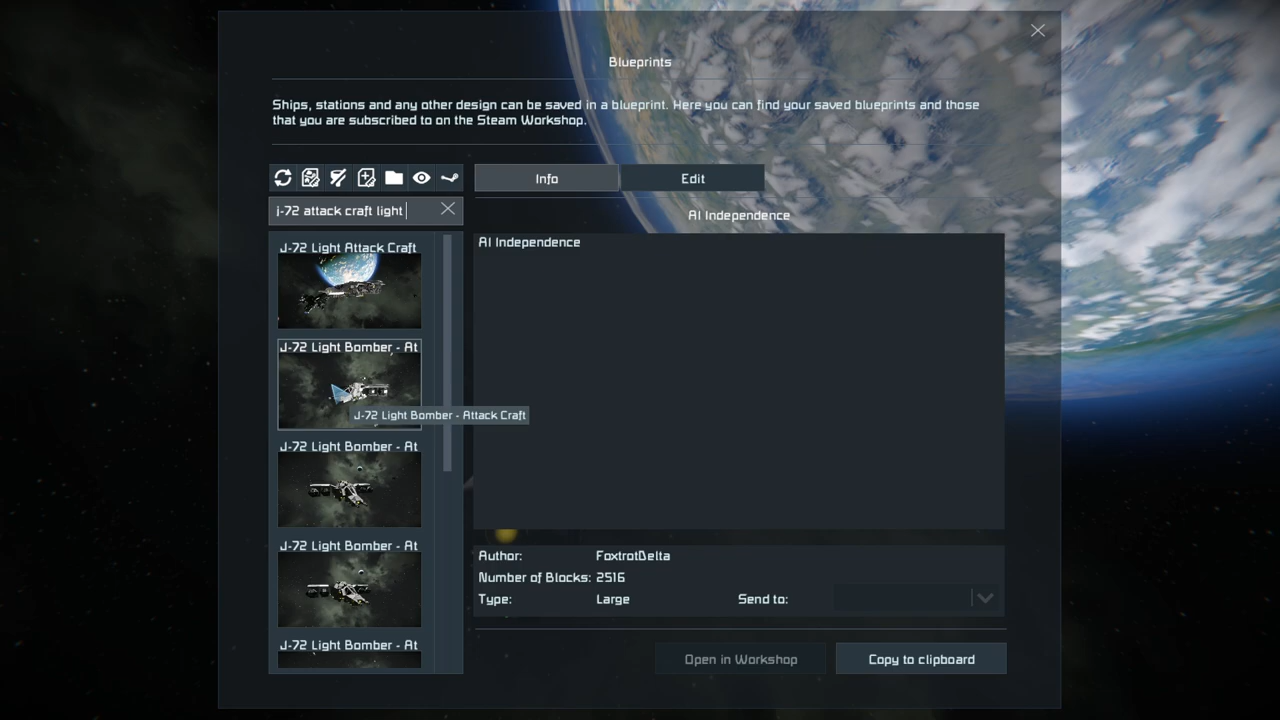 Blueprints
Ships, stations and any other design can be saved in a blueprint. Here you can find your saved blueprints and those
that you are subscribed to on the Steam Workshop.
Info
Edit
j-72 attack craft light
AI Independence
J-72 Light Attack Craft
AI Independence
J-72 Light Bomber - At
J-72 Light Bomber - Attack Craft
J-72 Light Bomber - At
J-72 Light Bomber - At
J-72 Light Bomber - At
Author: FoxtrotDelta
Number of Blocks: 2516
Type: Large
Send to:
Open in Workshop
Copy to clipboard